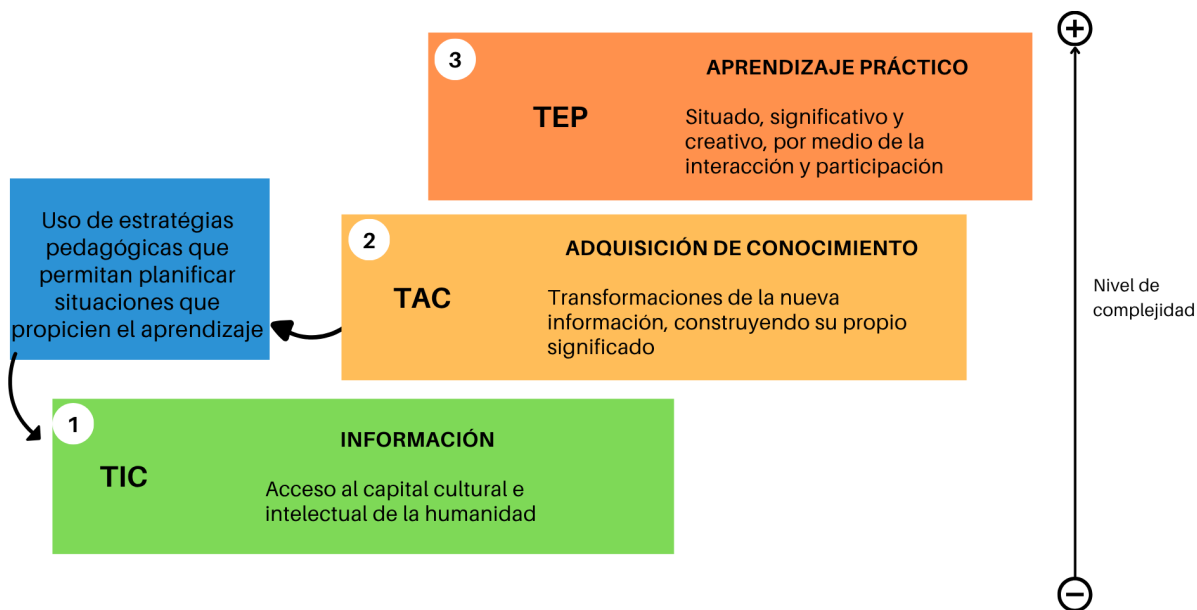 3
APRENDIZAJE PRÁCTICO
TEP
Situado, significativo y
creativo, por medio de la
interacción y participación
Uso de estratégias
pedagógicas que
permitan planificar
situaciones que
propicien el aprendizaje
2
ADQUISICIÓN DE CONOCIMIENTO
TAC
Transformaciones de la nueva
información, construyendo su propio
significado
Nivel de
complejidad
1
INFORMACIÓN
TIC
Acceso al capital cultural e
intelectual de la humanidad